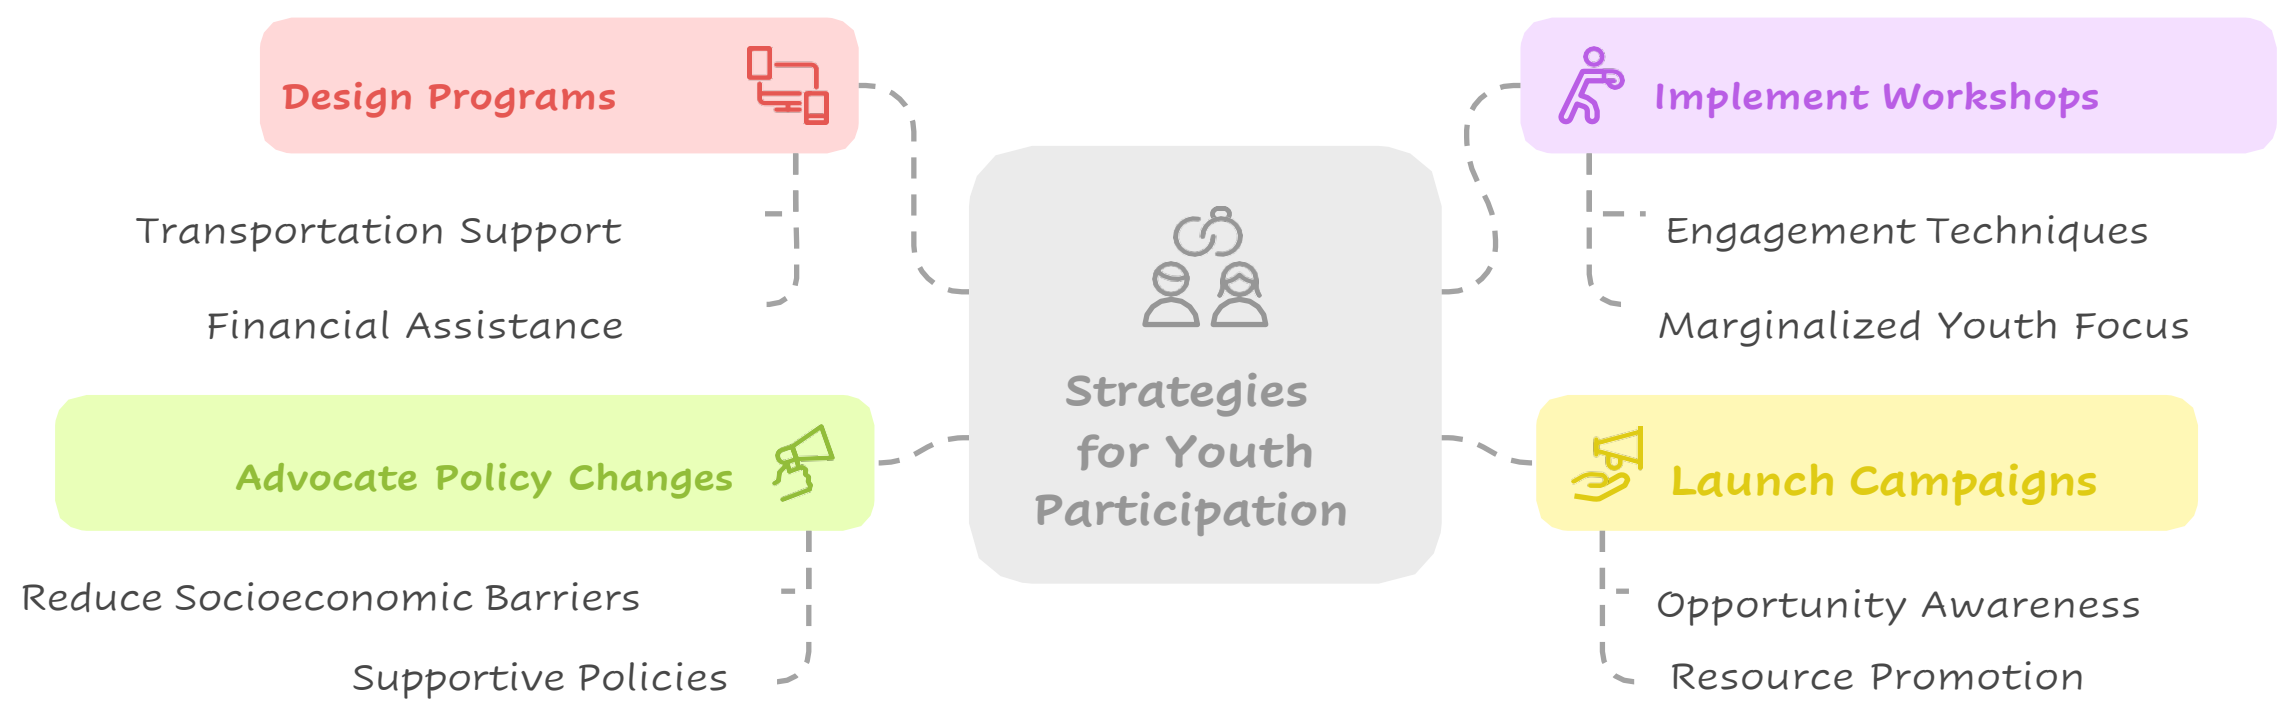 Design Programs
Transportation Support
Financial Assistance
Advocate Policy Changes
Reduce Socioeconomic Barriers
Supportive Policies
Strategies
for Youth
Participation
Implement Workshops
Engagement Techniques
Marginalized Youth Focus
Launch Campaigns
Opportunity Awareness
Resource Promotion